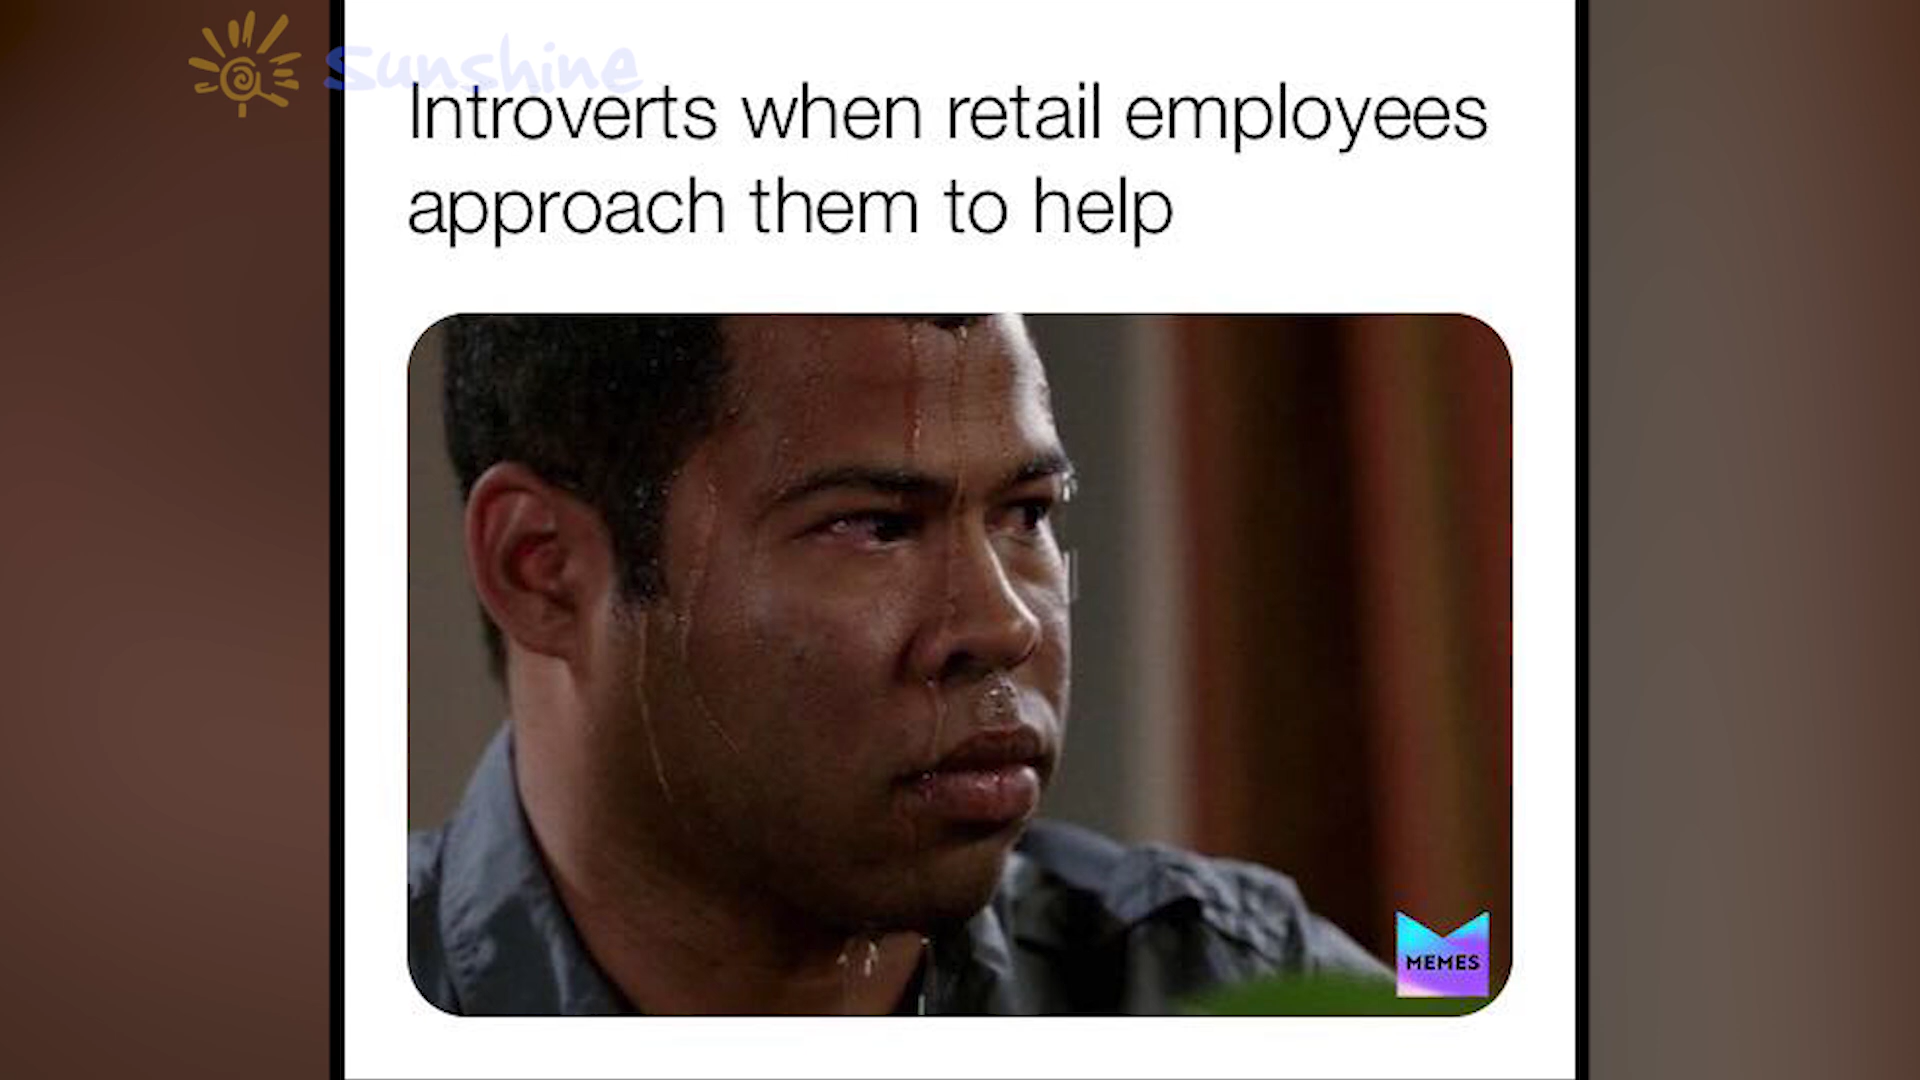 Sunshine
Introverts when retail employees
approach them to help
MEMES